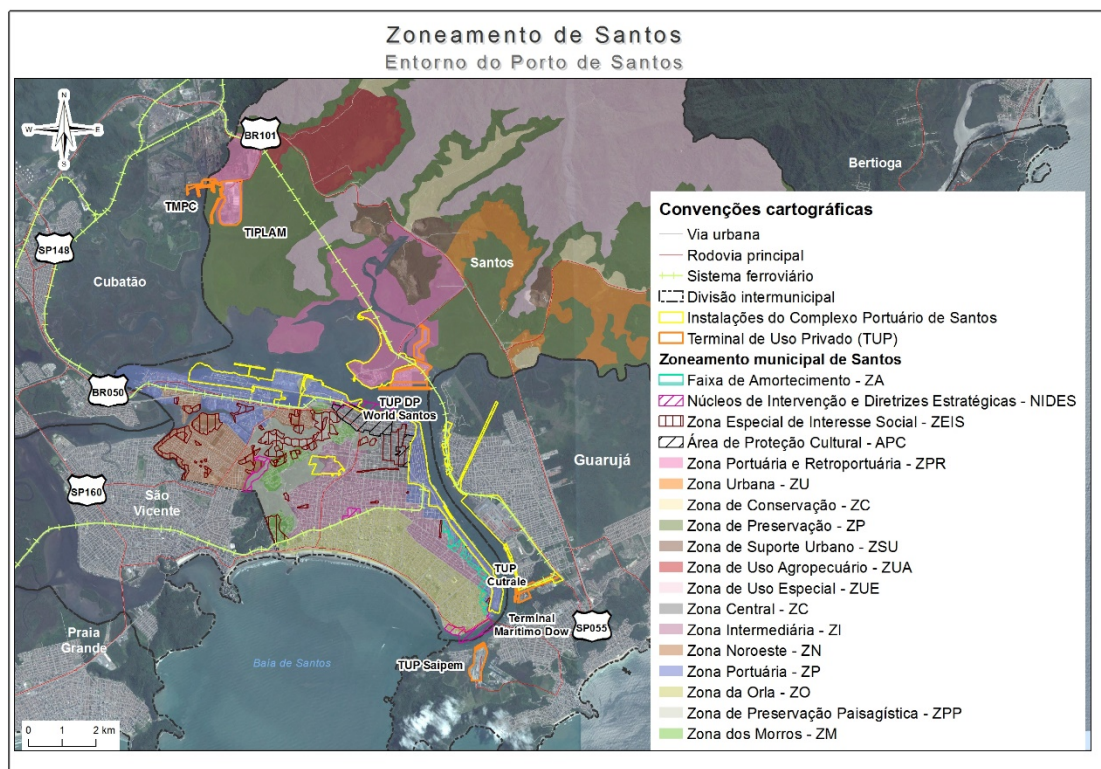 Zoneamento de Santos
Entorno do Porto de Santos
N
W E
S
BR101
Bertioga
TMPC
TIPLAM
SP148
Cubatão
Santos
BR050
TUP DP
World Santos
Guarujá
SP160
São
Vicente
TUP
Cutrale
Terminal
Marítimo Dow
SP055
Praia
Grande
Baía de Santos
TUP Saipem
0 1 2 km
Convenções cartográficas
Via urbana
Rodovia principal
Sistema ferroviário
Divisão intermunicipal
Instalações do Complexo Portuário de Santos
Terminal de Uso Privado (TUP)
Zoneamento municipal de Santos
Faixa de Amortecimento - ZA
Núcleos de Intervenção e Diretrizes Estratégicas - NIDES
Zona Especial de Interesse Social - ZEIS
Área de Proteção Cultural - APC
Zona Portuária e Retroportuária - ZPR
Zona Urbana - ZU
Zona de Conservação - ZC
Zona de Preservação - ZP
Zona de Suporte Urbano - ZSU
Zona de Uso Agropecuário - ZUA
Zona de Uso Especial - ZUE
Zona Central - ZC
Zona Intermediária - ZI
Zona Noroeste - ZN
Zona Portuária - ZP
Zona da Orla - ZO
Zona de Preservação Paisagística - ZPP
Zona dos Morros - ZM